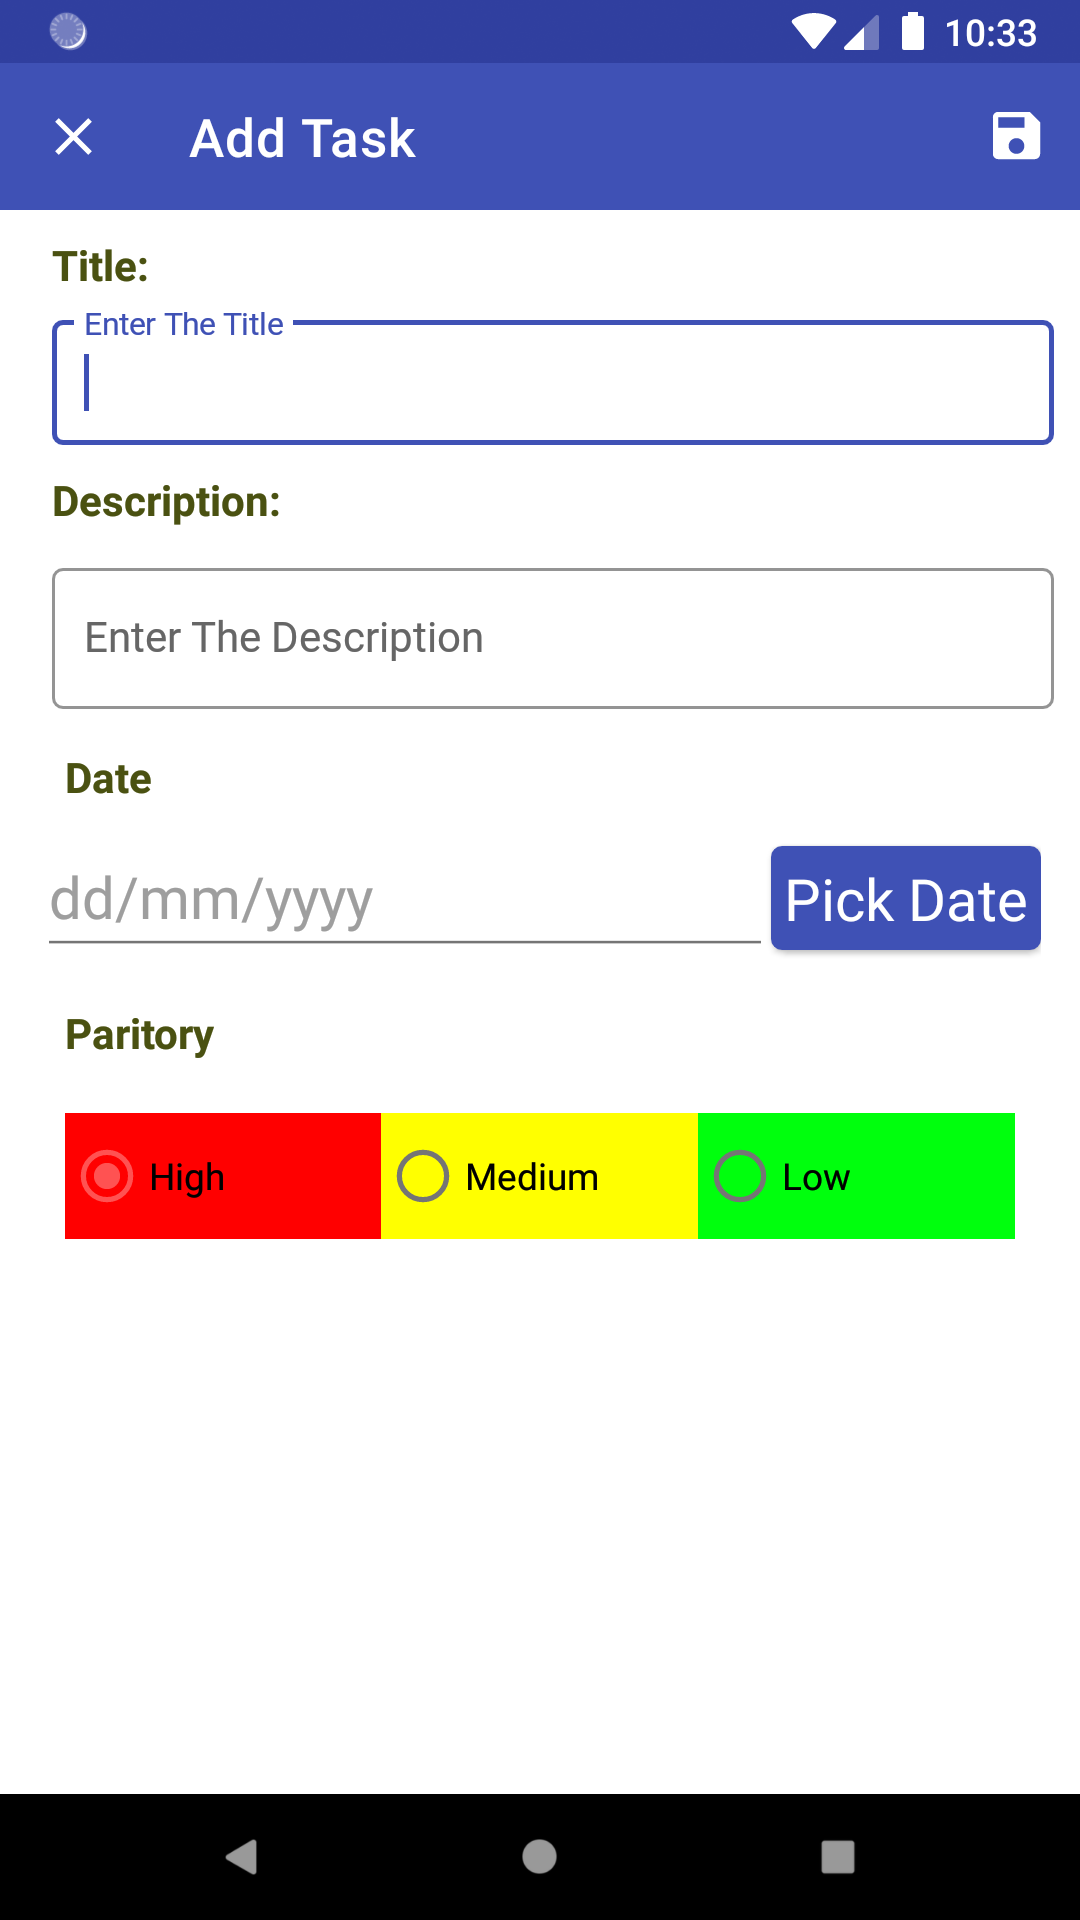 10:33
Add Task
Title:
Enter The Title
Description:
Enter The Description
Date
dd/mm/yyyy
Pick Date
Paritory
High
Medium
Low